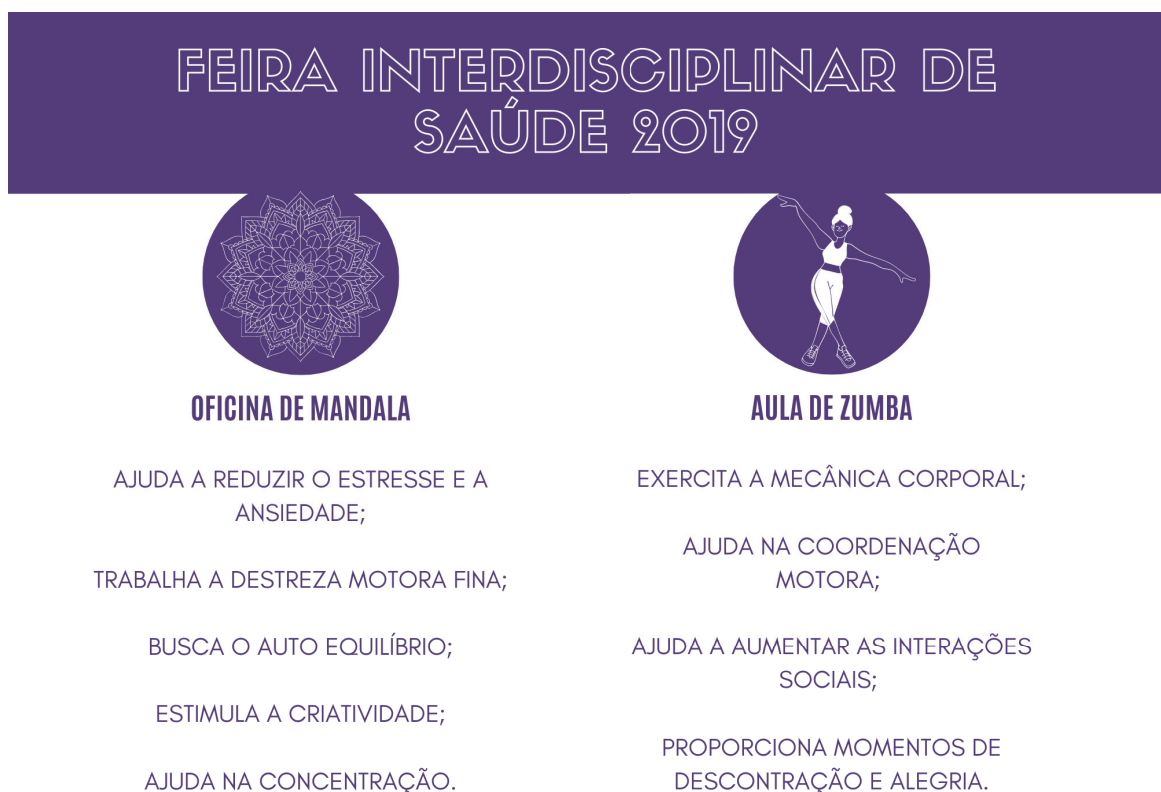 FEIRA INTERDISCIPLINAR DE
SAÚDE 2019
OFICINA DE MANDALA
AJUDA A REDUZIR O ESTRESSE E A
ANSIEDADE;
TRABALHA A DESTREZA MOTORA FINA;
BUSCA O AUTO EQUILÍBRIO;
ESTIMULA A CRIATIVIDADE;
AJUDA NA CONCENTRAÇÃO.
AULA DE ZUMBA
EXERCITA A MECÂNICA CORPORAL;
AJUDA NA COORDENAÇÃO
MOTORA;
AJUDA A AUMENTAR AS INTERAÇÕES
SOCIAIS;
PROPORCIONA MOMENTOS DE
DESCONTRAÇÃO E ALEGRIA.